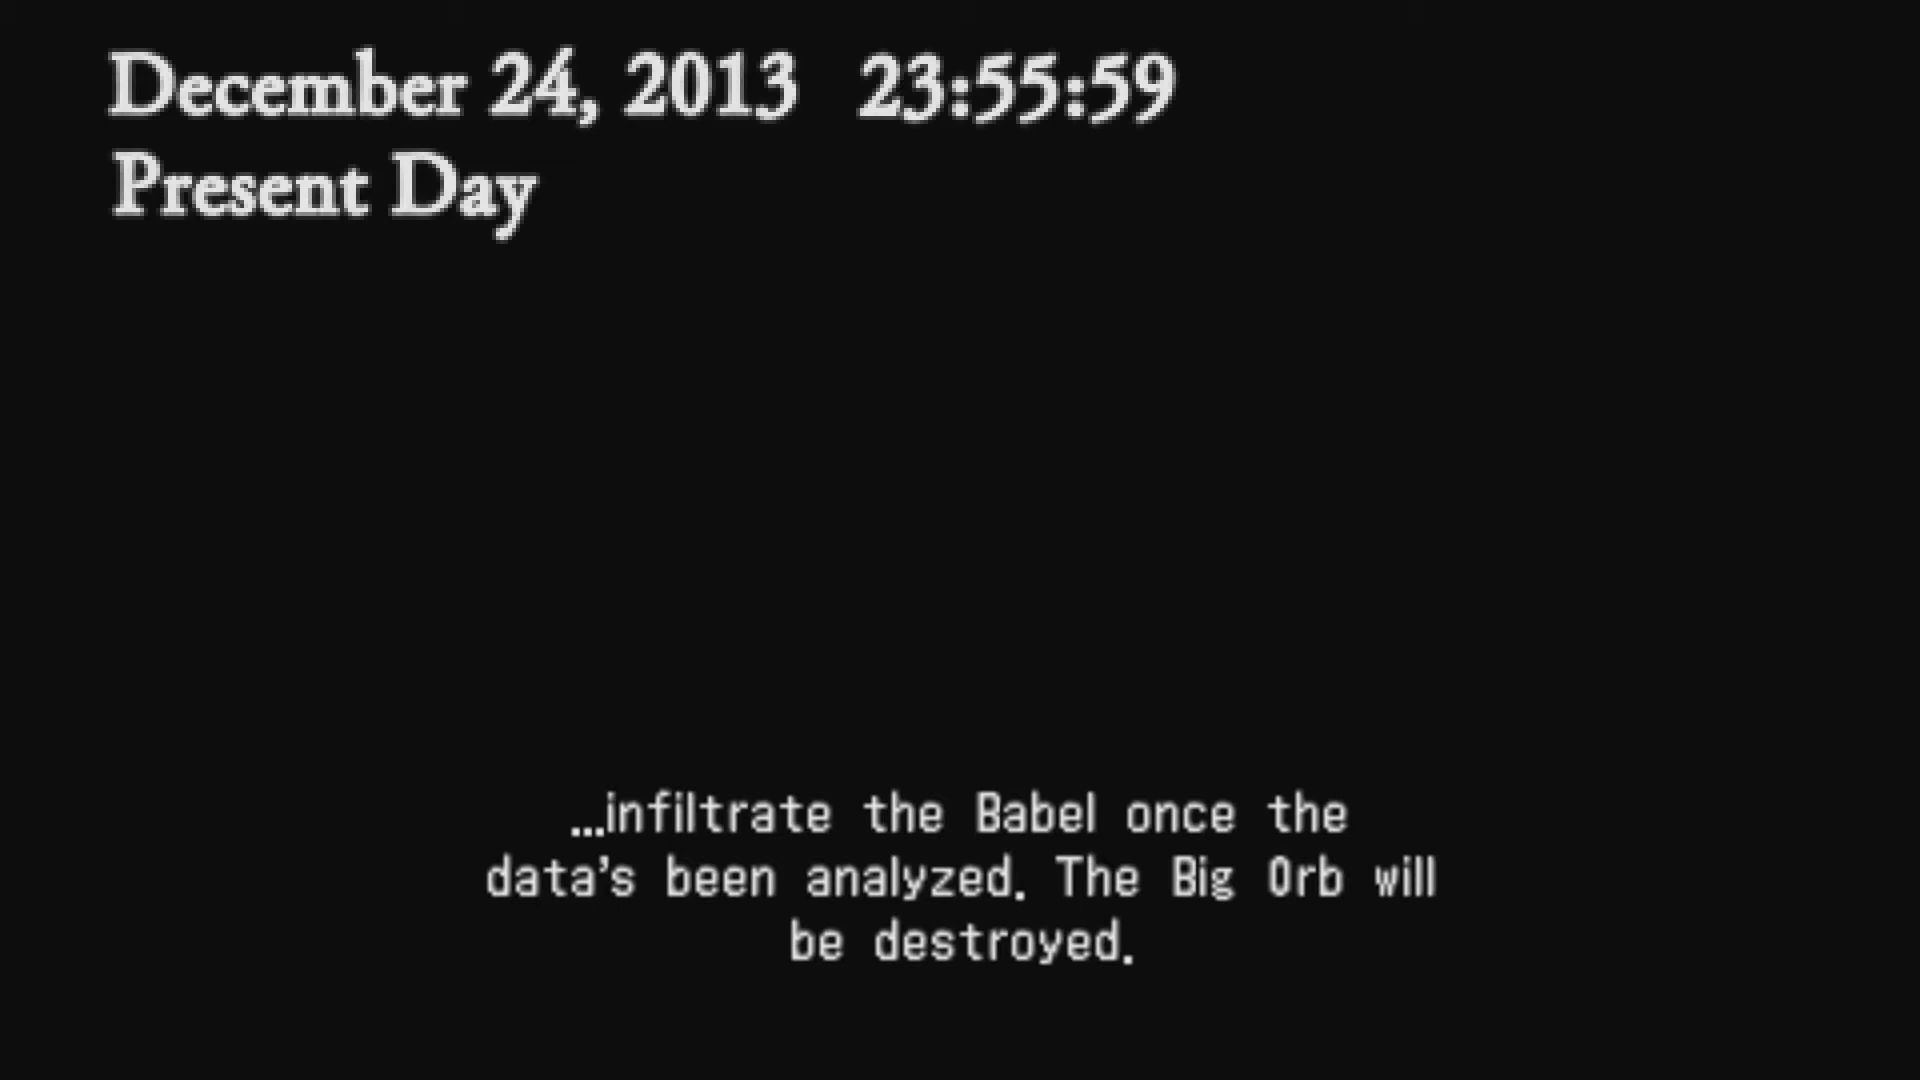 December 24, 2013 23:55:59
Present Day
...infiltrate the Babel once the
data's been analyzed. The Big Orb will
be destroyed.